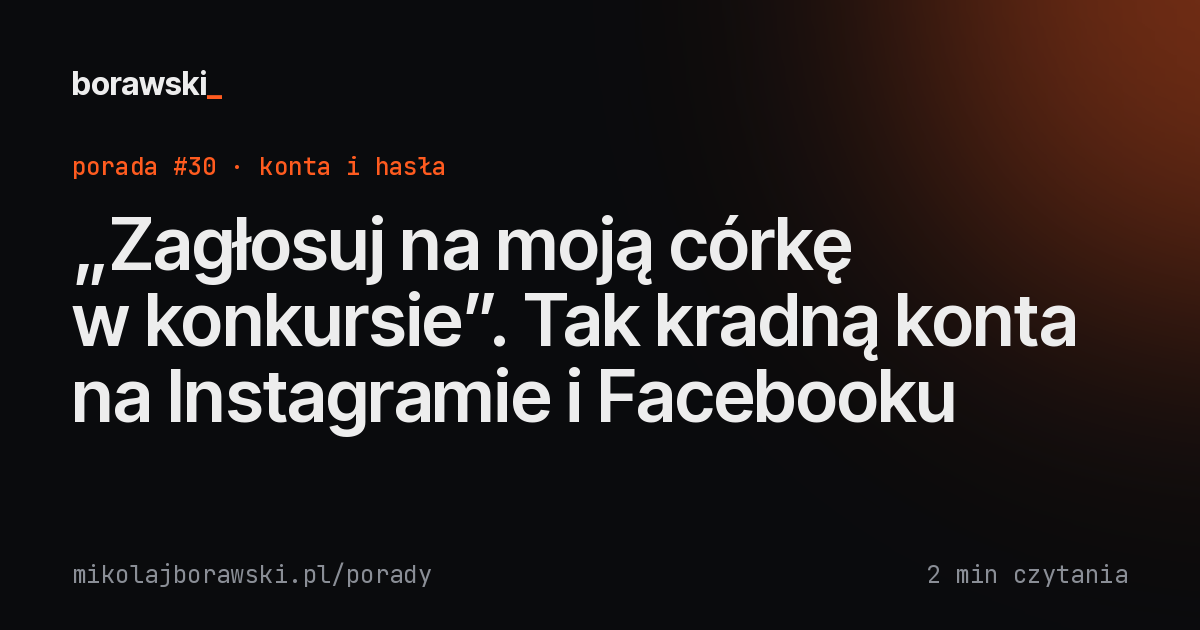 borawski_
porada #30 · konta i hasła
„Zagłosuj na moją córkę
w konkursie”. Tak kradną konta
na Instagramie i Facebooku
mikolajborawski.pl/porady
2 min czytania